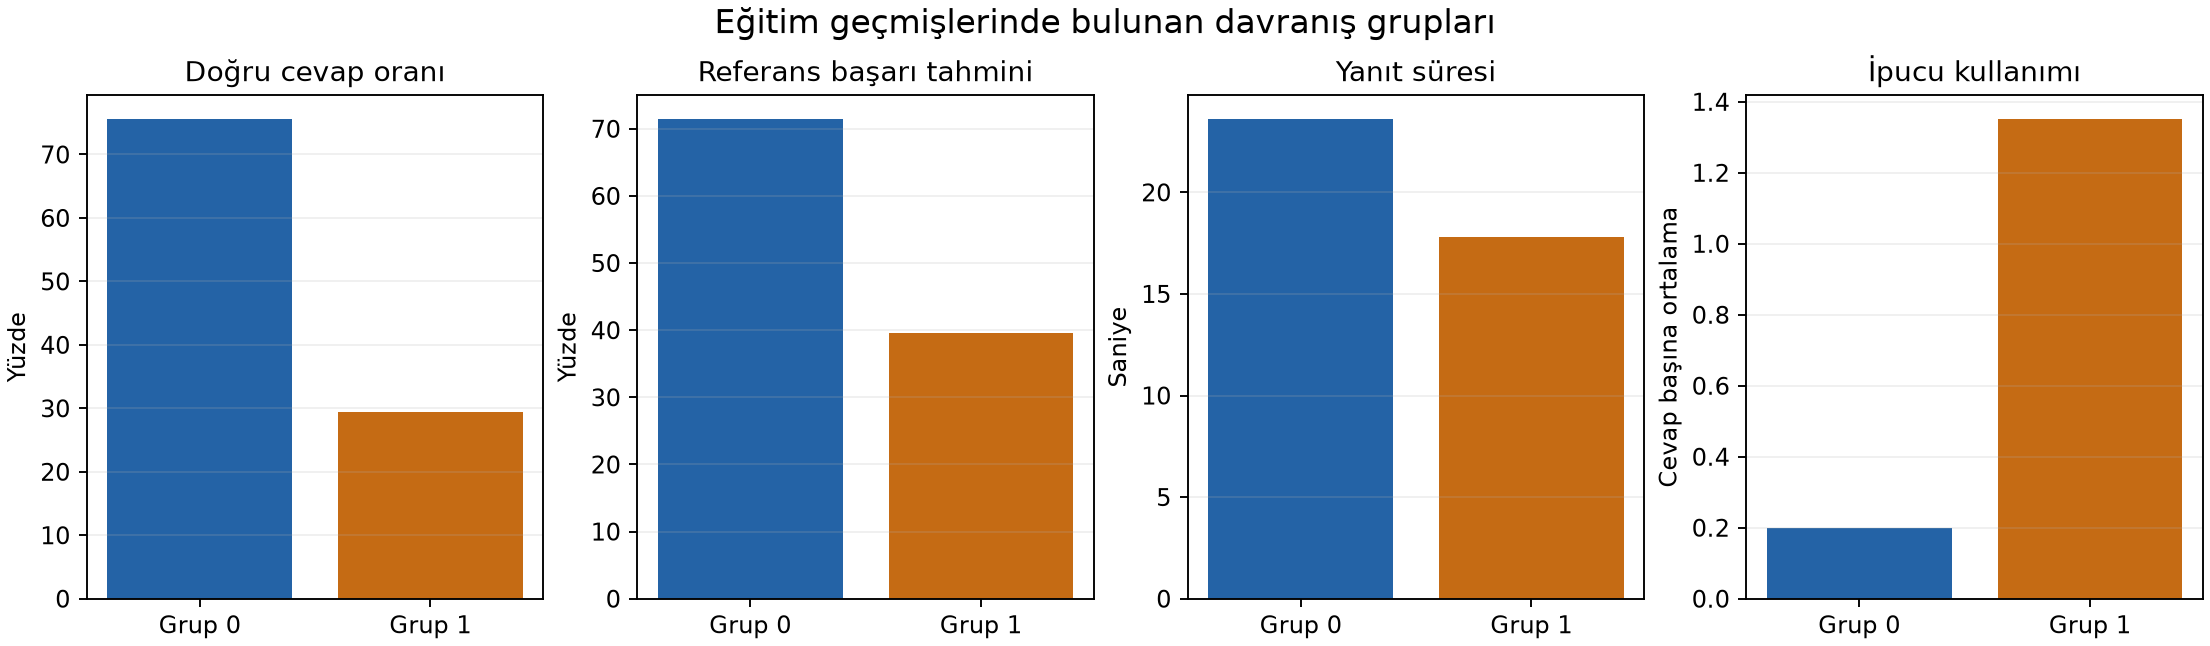 Eğitim geçmişlerinde bulunan davranış grupları
Doğru cevap oranı
Yüzde
70
60
50
40
30
20
10
0
Grup 0
Grup 1
Referans başarı tahmini
Yüzde
70
60
50
40
30
20
10
0
Grup 0
Grup 1
Yanıt süresi
Saniye
20
15
10
5
0
Grup 0
Grup 1
İpucu kullanımı
Cevap başına ortalama
1.4
1.2
1.0
0.8
0.6
0.4
0.2
0.0
Grup 0
Grup 1